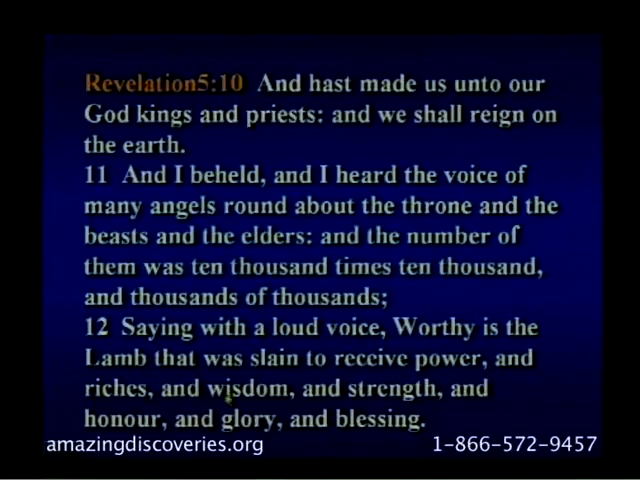 Revelation5:10 And hast made us unto our
God kings and priests: and we shall reign on
the earth.
11 And I beheld, and I heard the voice of
many angels round about the throne and the
beasts and the elders: and the number of
them was ten thousand times ten thousand,
and thousands of thousands;
12 Saying with a loud voice, Worthy is the
Lamb that was slain to receive power, and
riches, and wisdom, and strength, and
honour, and glory, and blessing.
amazingdiscoveries.org 1-866-572-9457